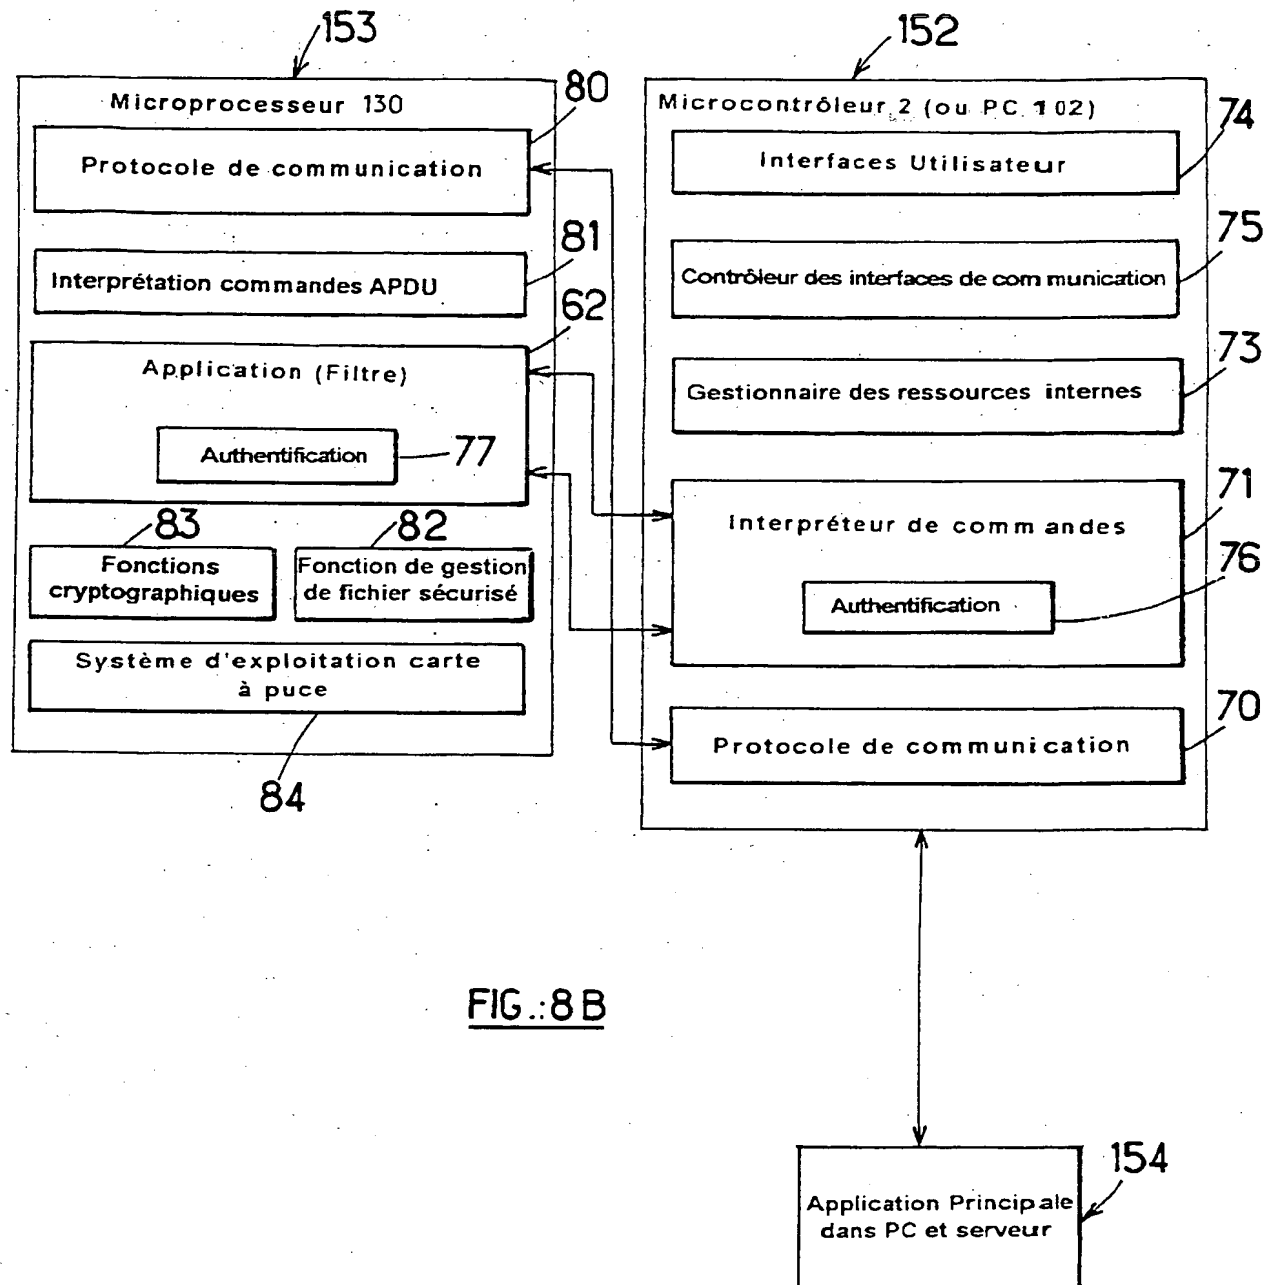 153
Microprocesseur 130
80
Protocole de communication
81
Interprétation commandes APDU
62
Application (Filtre)
Authentification
77
83
Fonctions
cryptographiques
82
Fonction de gestion
de fichier sécurisé
Système d'exploitation carte
à puce
84
152
Microcontrôleur 2 (ou PC 102)
74
Interfaces Utilisateur
75
Contrôleur des interfaces de communication
73
Gestionnaire des ressources internes
71
Interpréteur de commandes
76
Authentification
70
Protocole de communication
FIG.:8B
154
Application Principale
dans PC et serveur